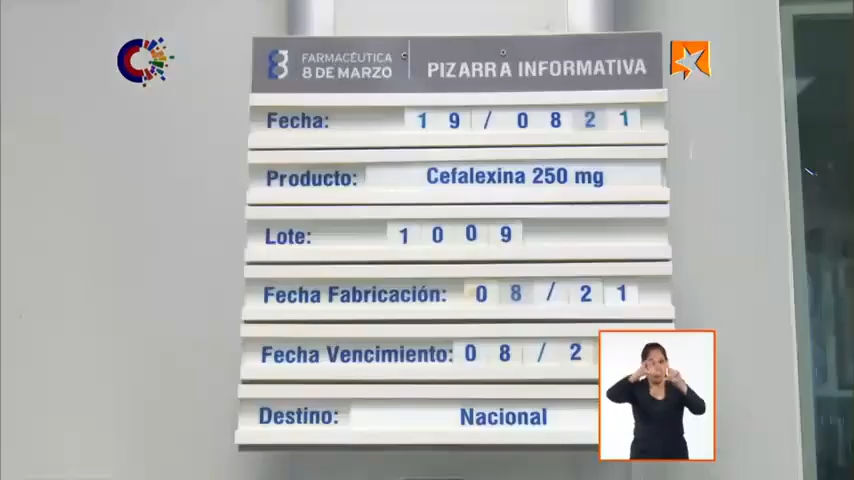 FARMACÉUTICA
8 DE MARZO
PIZARRA INFORMATIVA
Fecha: 19/0821
Producto: Cefalexina 250 mg
Lote: 1009
Fecha Fabricación: 08/21
Fecha Vencimiento: 08/2
Destino: Nacional